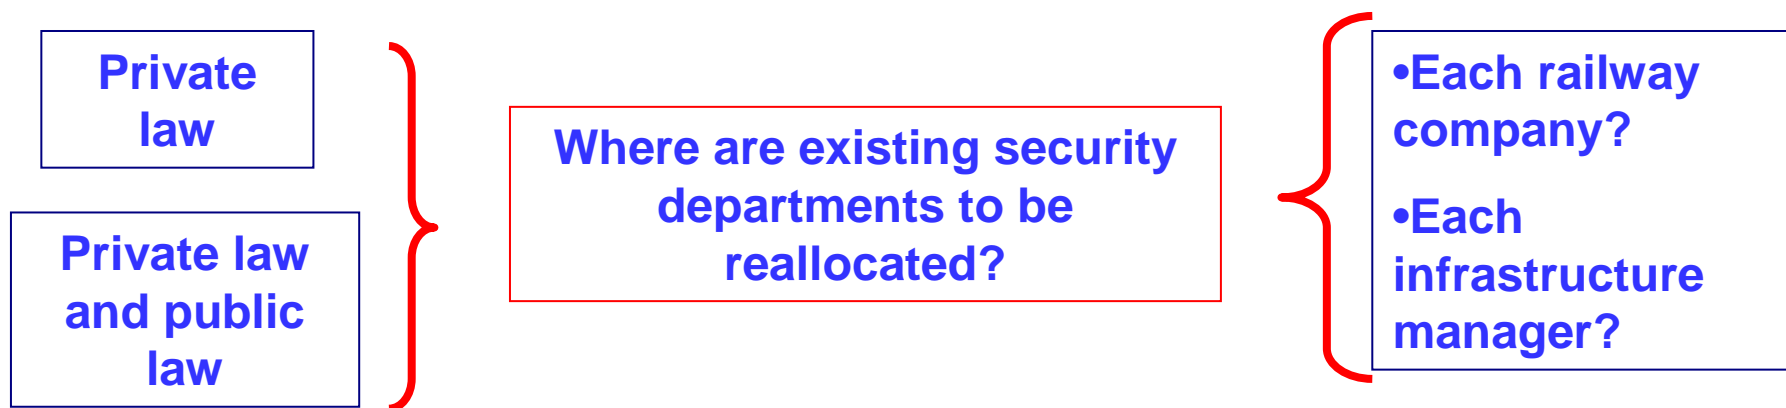 Private
law
Private law
and public
law
Where are existing security
departments to be
reallocated?
•Each railway
company?
•Each
infrastructure
manager?